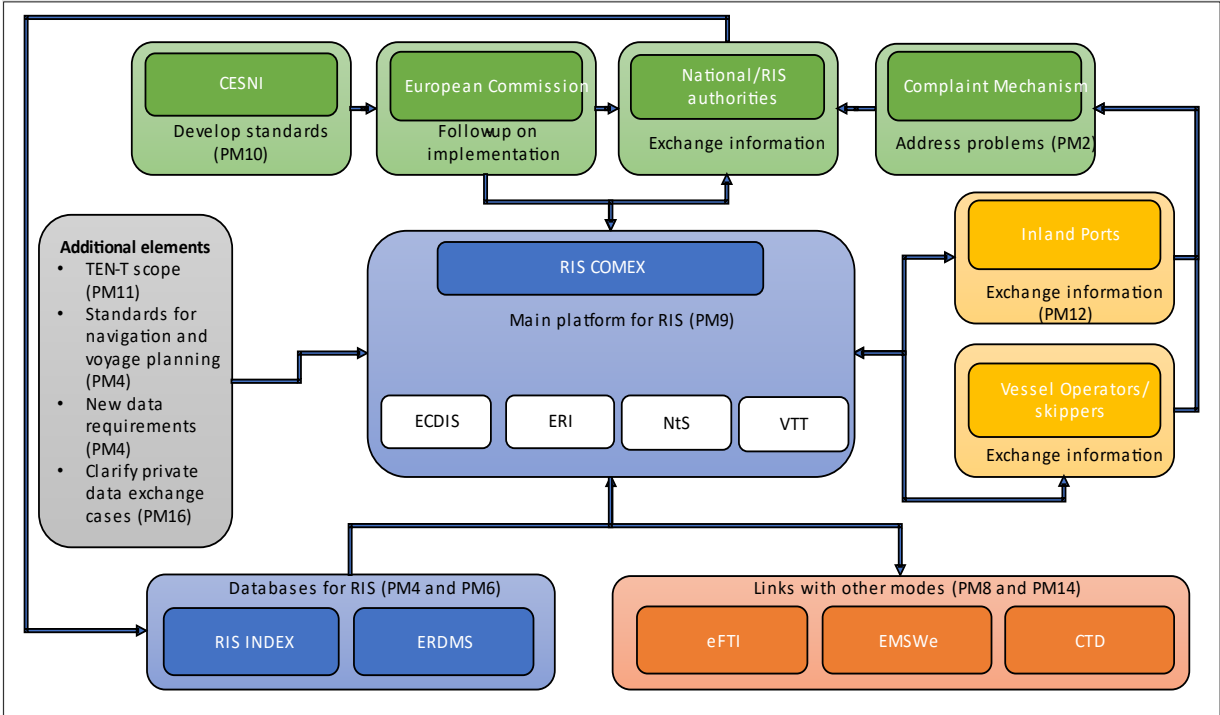 CESNI
Develop standards
(PM10)
European Commission
Followup on
implementation
National/RIS
authorities
Exchange information
Complaint Mechanism
Address problems (PM2)
Additional elements
• TEN-T scope
(PM11)
• Standards for
navigation and
voyage planning
(PM4)
• New data
requirements
(PM4)
• Clarify private
data exchange
cases (PM16)
RIS COMEX
Main platform for RIS (PM9)
ECDIS
ERI
NtS
VTT
Inland Ports
Exchange information
(PM12)
Vessel Operators/
skippers
Exchange information
Databases for RIS (PM4 and PM6)
RIS INDEX
ERDMS
Links with other modes (PM8 and PM14)
eFTI
EMSWe
CTD